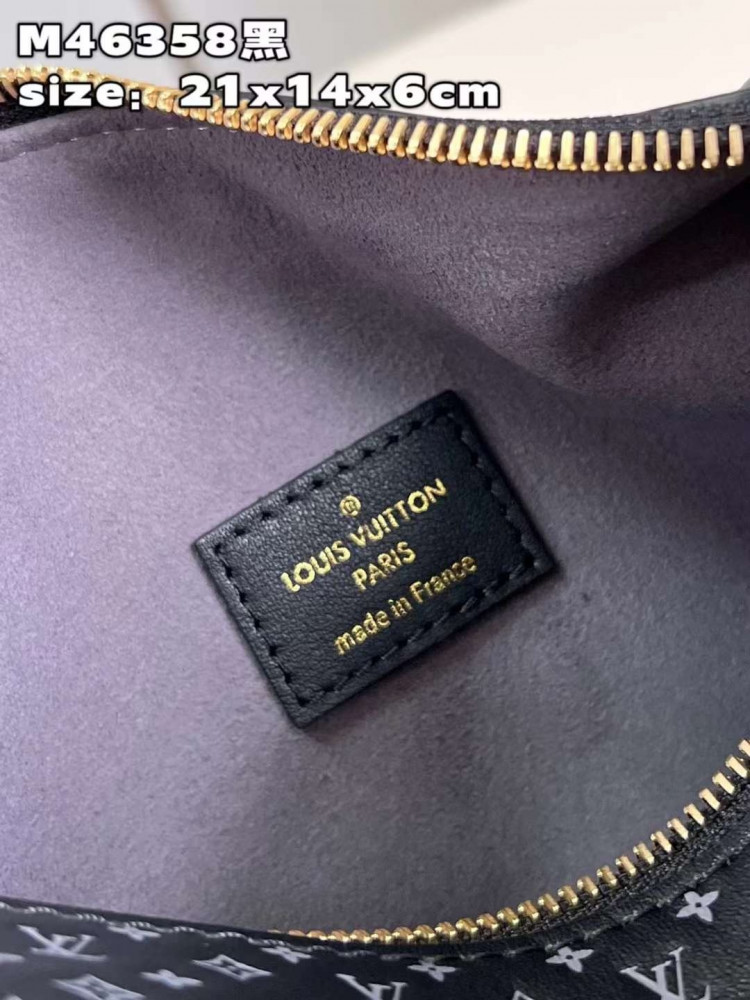 M46358黑
size：21x14x6cm
®
LOUIS VUITTON
PARIS
made in France